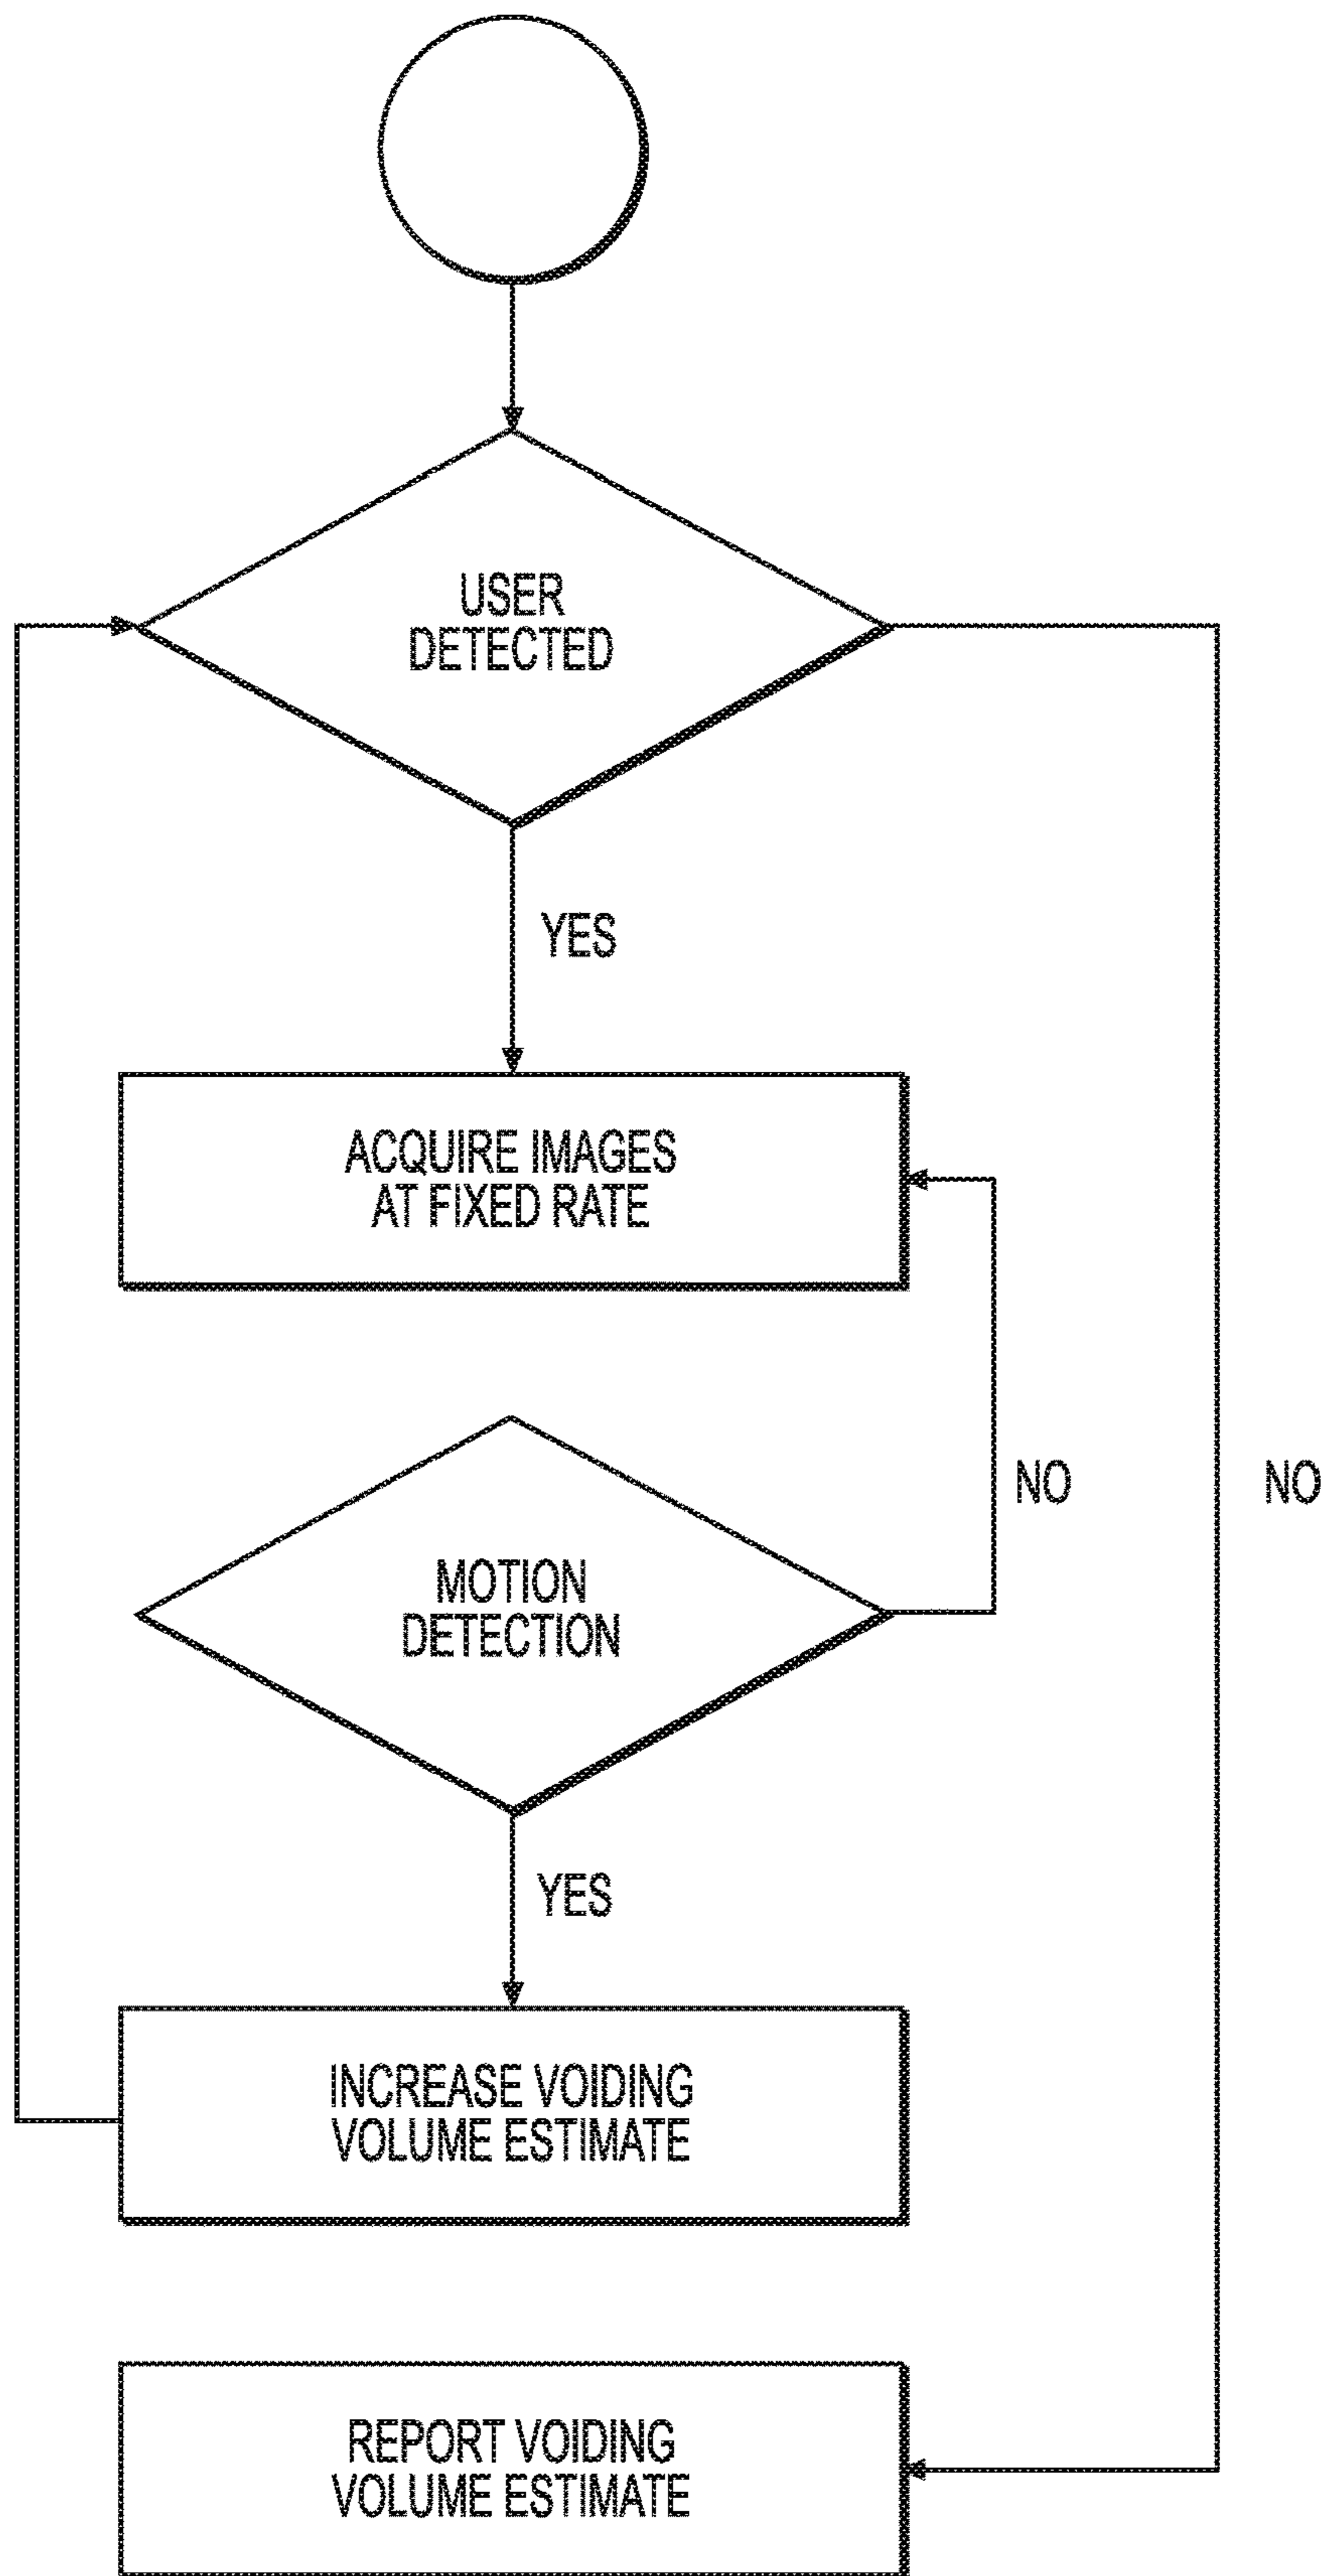 USER
DETECTED
YES
ACQUIRE IMAGES
AT FIXED RATE
NO
NO
MOTION
DETECTION
YES
INCREASE VOIDING
VOLUME ESTIMATE
REPORT VOIDING
VOLUME ESTIMATE